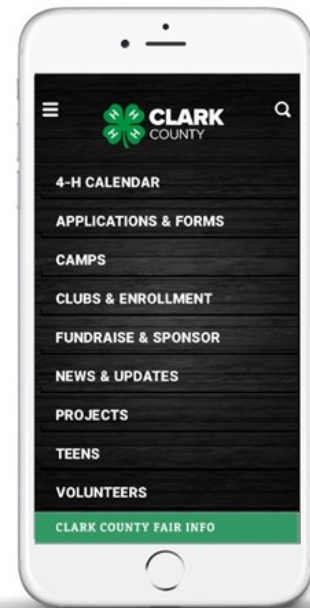 H H
CLARK
H H
COUNTY
4-H CALENDAR
APPLICATIONS & FORMS
CAMPS
CLUBS & ENROLLMENT
FUNDRAISE & SPONSOR
NEWS & UPDATES
PROJECTS
TEENS
VOLUNTEERS
CLARK COUNTY FAIR INFO